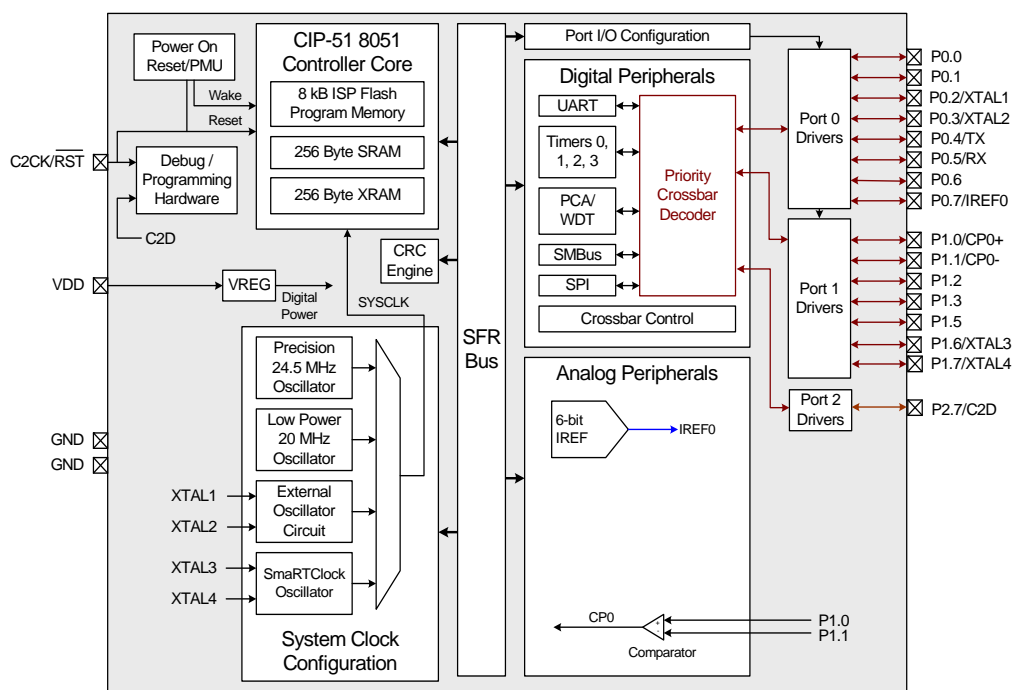 Power On
Reset/PMU
Wake
Reset
C2CK/RST
Debug /
Programming
Hardware
C2D
VDD
VREG
Digital
Power
GND
GND
CIP-51 8051
Controller Core
8 kB ISP Flash
Program Memory
256 Byte SRAM
256 Byte XRAM
CRC
Engine
SYSCLK
Precision
24.5 MHz
Oscillator
Low Power
20 MHz
Oscillator
XTAL1
XTAL2
External
Oscillator
Circuit
XTAL3
XTAL4
SmaRTClock
Oscillator
System Clock
Configuration
SFR
Bus
Port I/O Configuration
Digital Peripherals
UART
Timers 0,
1, 2, 3
PCA/
WDT
SMBus
SPI
Priority
Crossbar
Decoder
Crossbar Control
Analog Peripherals
6-bit
IREF
IREF0
CP0
+
-
Comparator
P1.0
P1.1
Port 0
Drivers
Port 1
Drivers
Port 2
Drivers
P0.0
P0.1
P0.2/XTAL1
P0.3/XTAL2
P0.4/TX
P0.5/RX
P0.6
P0.7/IREF0
P1.0/CP0+
P1.1/CP0-
P1.2
P1.3
P1.5
P1.6/XTAL3
P1.7/XTAL4
P2.7/C2D